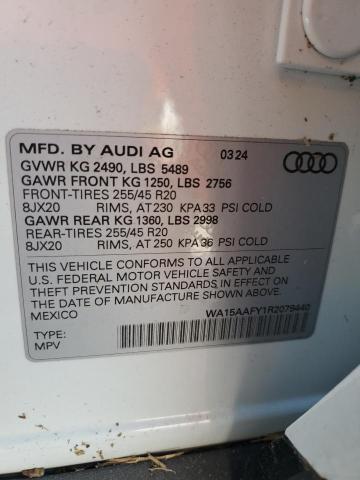 MFD. BY AUDI AG 03 24
GVWR KG 2490, LBS 5489
GAWR FRONT KG 1250, LBS 2756
FRONT-TIRES 255/45 R20
8JX20 RIMS, AT 230 KPA 33 PSI COLD
GAWR REAR KG 1360, LBS 2998
REAR-TIRES 255/45 R20
8JX20 RIMS, AT 250 KPA 36 PSI COLD
THIS VEHICLE CONFORMS TO ALL APPLICABLE
U.S. FEDERAL MOTOR VEHICLE SAFETY AND
THEFT PREVENTION STANDARDS IN EFFECT ON
THE DATE OF MANUFACTURE SHOWN ABOVE.
MEXICO WA15AAFY1R2079440
TYPE:
MPV